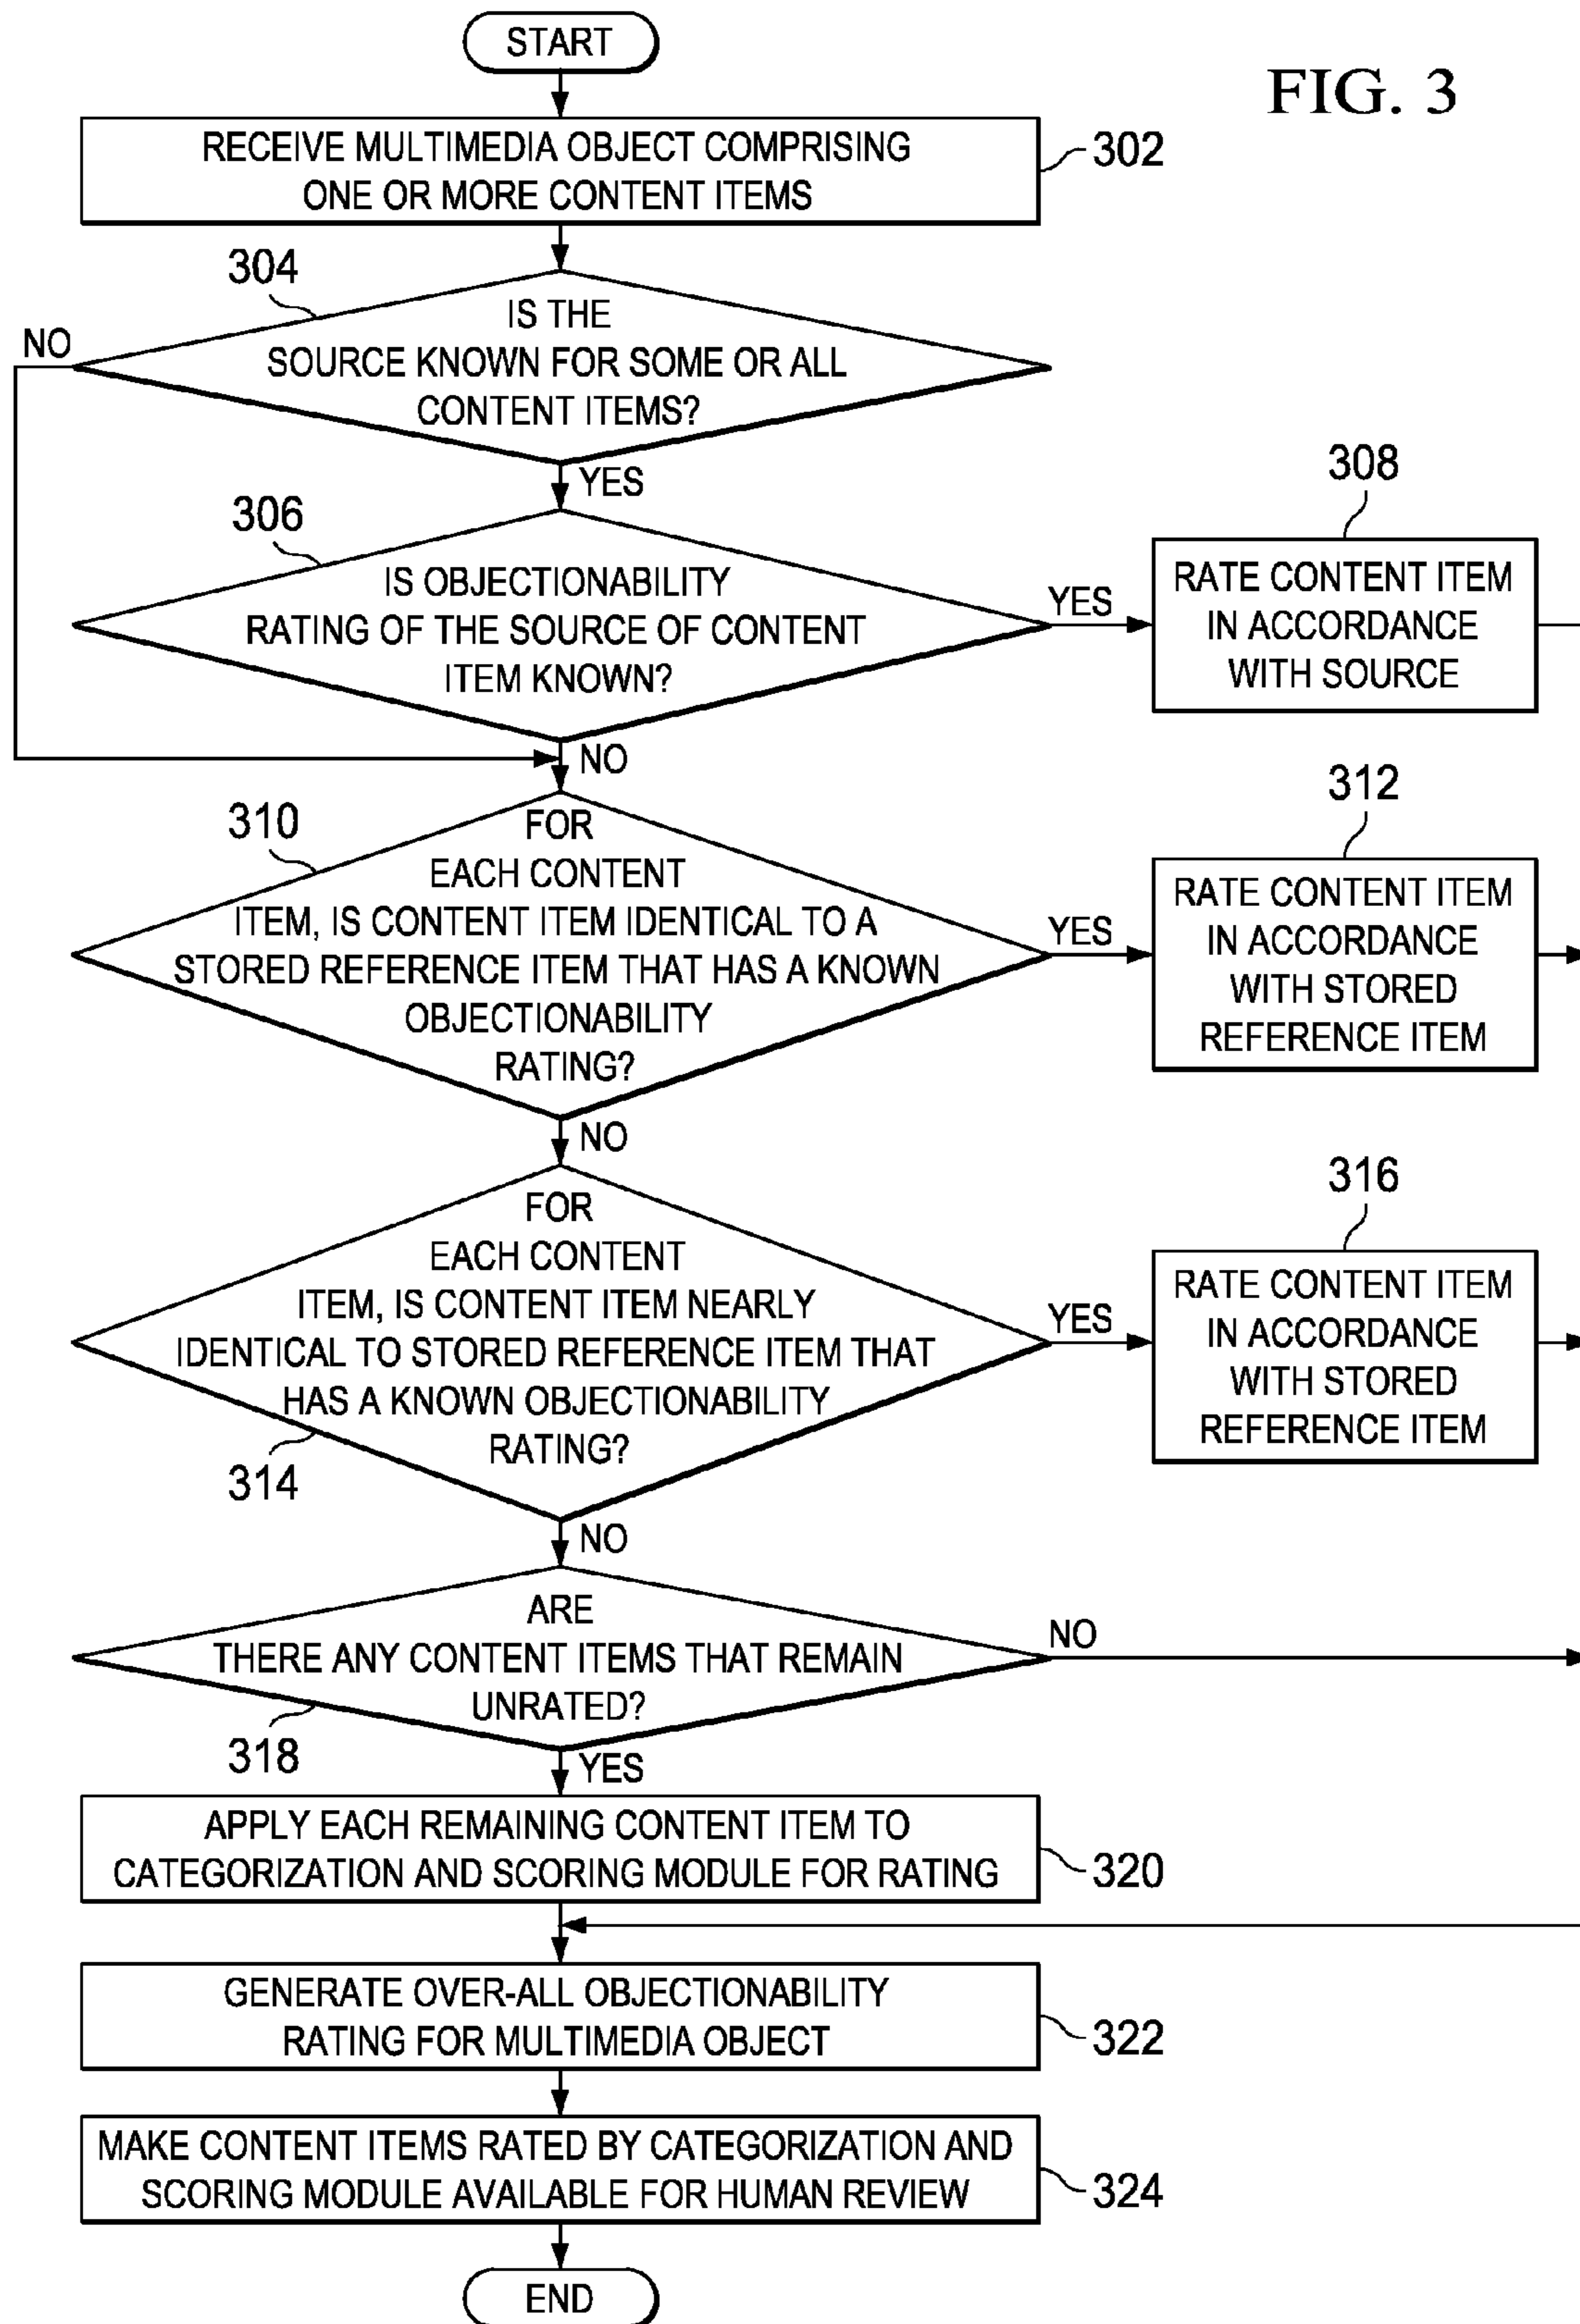 START
FIG. 3
RECEIVE MULTIMEDIA OBJECT COMPRISING
ONE OR MORE CONTENT ITEMS
302
304
IS THE
SOURCE KNOWN FOR SOME OR ALL
CONTENT ITEMS?
NO
YES
306
IS OBJECTIONABILITY
RATING OF THE SOURCE OF CONTENT
ITEM KNOWN?
YES
308
RATE CONTENT ITEM
IN ACCORDANCE
WITH SOURCE
NO
310
FOR
EACH CONTENT
ITEM, IS CONTENT ITEM IDENTICAL TO A
STORED REFERENCE ITEM THAT HAS A KNOWN
OBJECTIONABILITY
RATING?
YES
312
RATE CONTENT ITEM
IN ACCORDANCE
WITH STORED
REFERENCE ITEM
NO
FOR
EACH CONTENT
ITEM, IS CONTENT ITEM NEARLY
IDENTICAL TO STORED REFERENCE ITEM THAT
HAS A KNOWN OBJECTIONABILITY
RATING?
314
YES
316
RATE CONTENT ITEM
IN ACCORDANCE
WITH STORED
REFERENCE ITEM
NO
ARE
THERE ANY CONTENT ITEMS THAT REMAIN
UNRATED?
318
NO
YES
APPLY EACH REMAINING CONTENT ITEM TO
CATEGORIZATION AND SCORING MODULE FOR RATING
320
GENERATE OVER-ALL OBJECTIONABILITY
RATING FOR MULTIMEDIA OBJECT
322
MAKE CONTENT ITEMS RATED BY CATEGORIZATION AND
SCORING MODULE AVAILABLE FOR HUMAN REVIEW
324
END